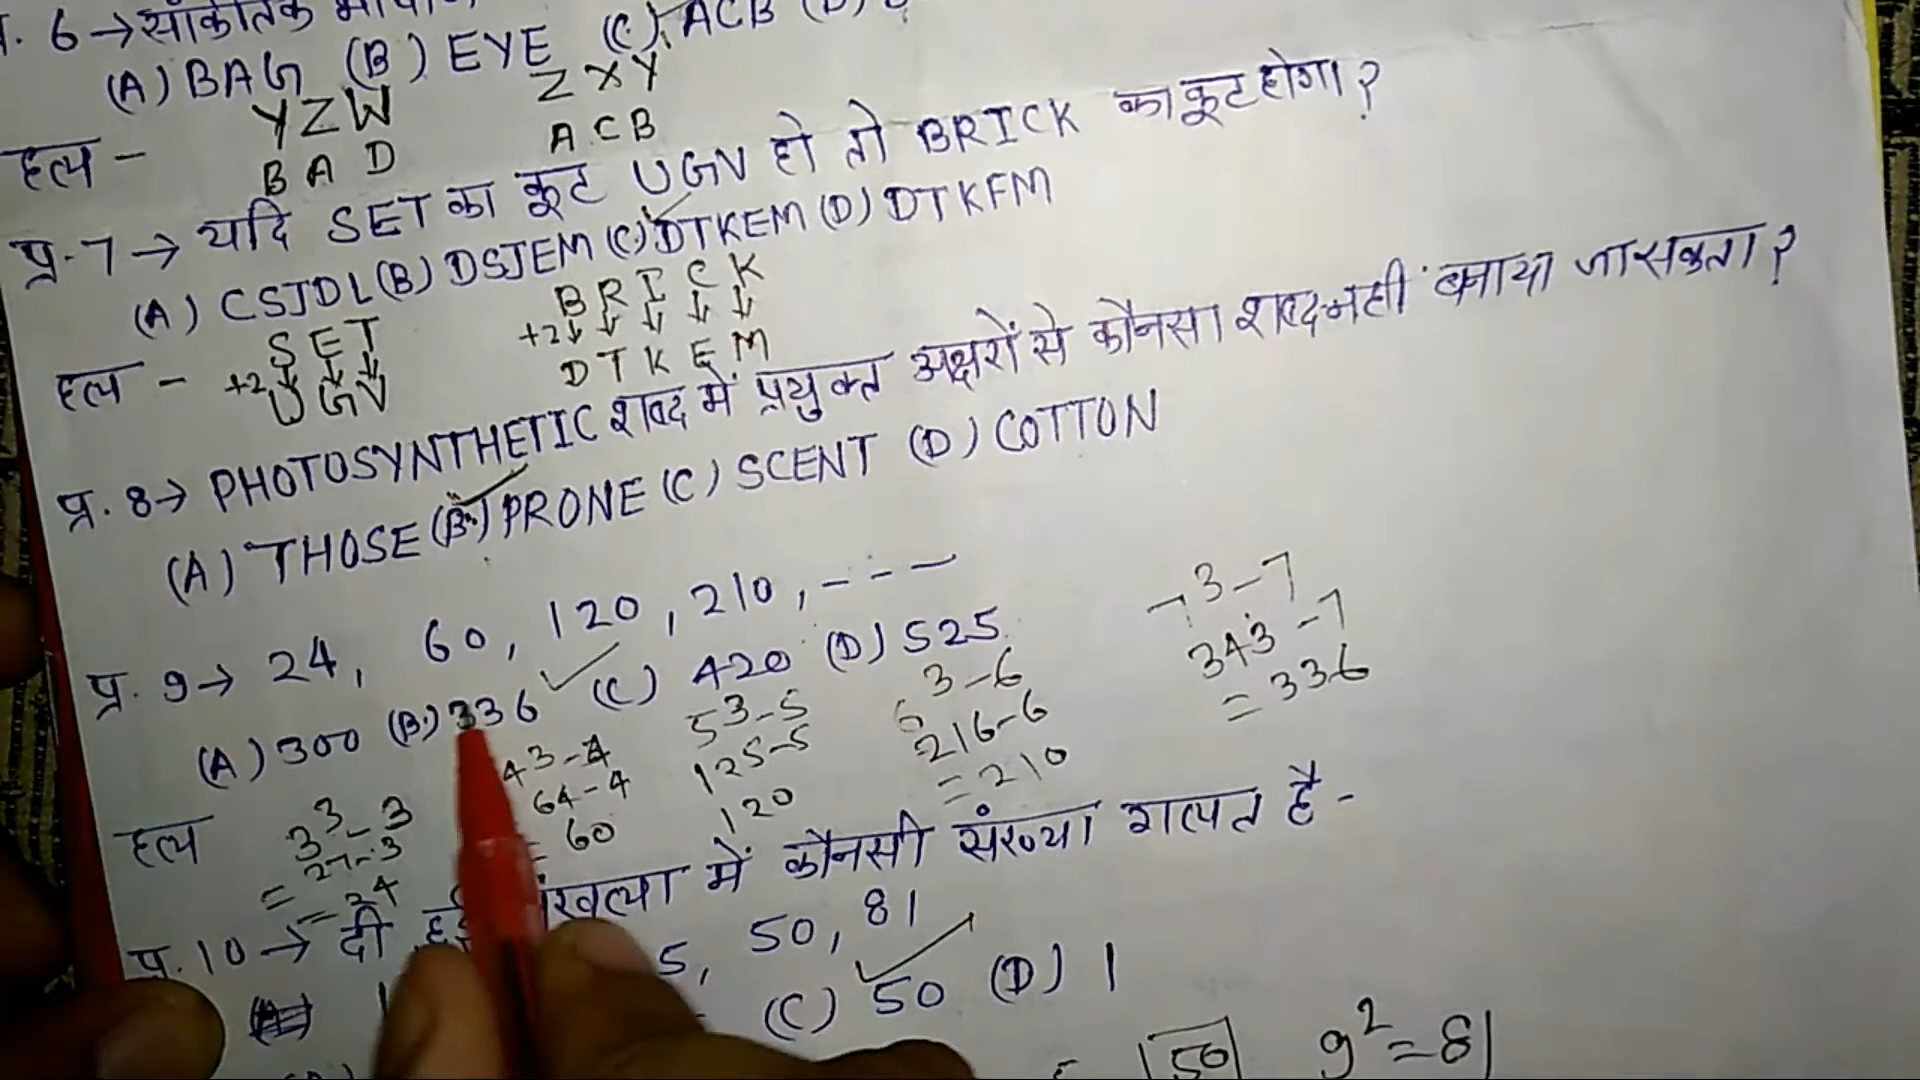 6 → सांकेतिक
(A) BAG (B) EYE (C) ACB (D)
हल - YZW ZXY
BAD ACB
प्र. 7 → यदि SET का कूट UGV हो तो BRICK का कूट होगा ?
(A) CSJDL (B) DSJEM (C) DTKEM (D) DTKFM
हल - SET BRICK
+2 +2
UGV DTKEM
प्र. 8 → PHOTOSYNTHETIC शब्द में प्रयुक्त अक्षरों से कौनसा शब्द नहीं बनाया जा सकता ?
(A) THOSE (B) PRONE (C) SCENT (D) COTTON
प्र. 9 → 24, 60, 120, 210, ---
(A) 300 (B) 336 (C) 420 (D) 525
हल 3³-3 4³-4 5³-5 6³-6 7³-7
= 27-3 64-4 125-5 216-6 343-7
= 24 = 60 120 = 210 = 336
प्र. 10 → दी में कौनसी संख्या गलत है -
5, 50, 81
(C) 50 (D) 1
= 50 9² = 81